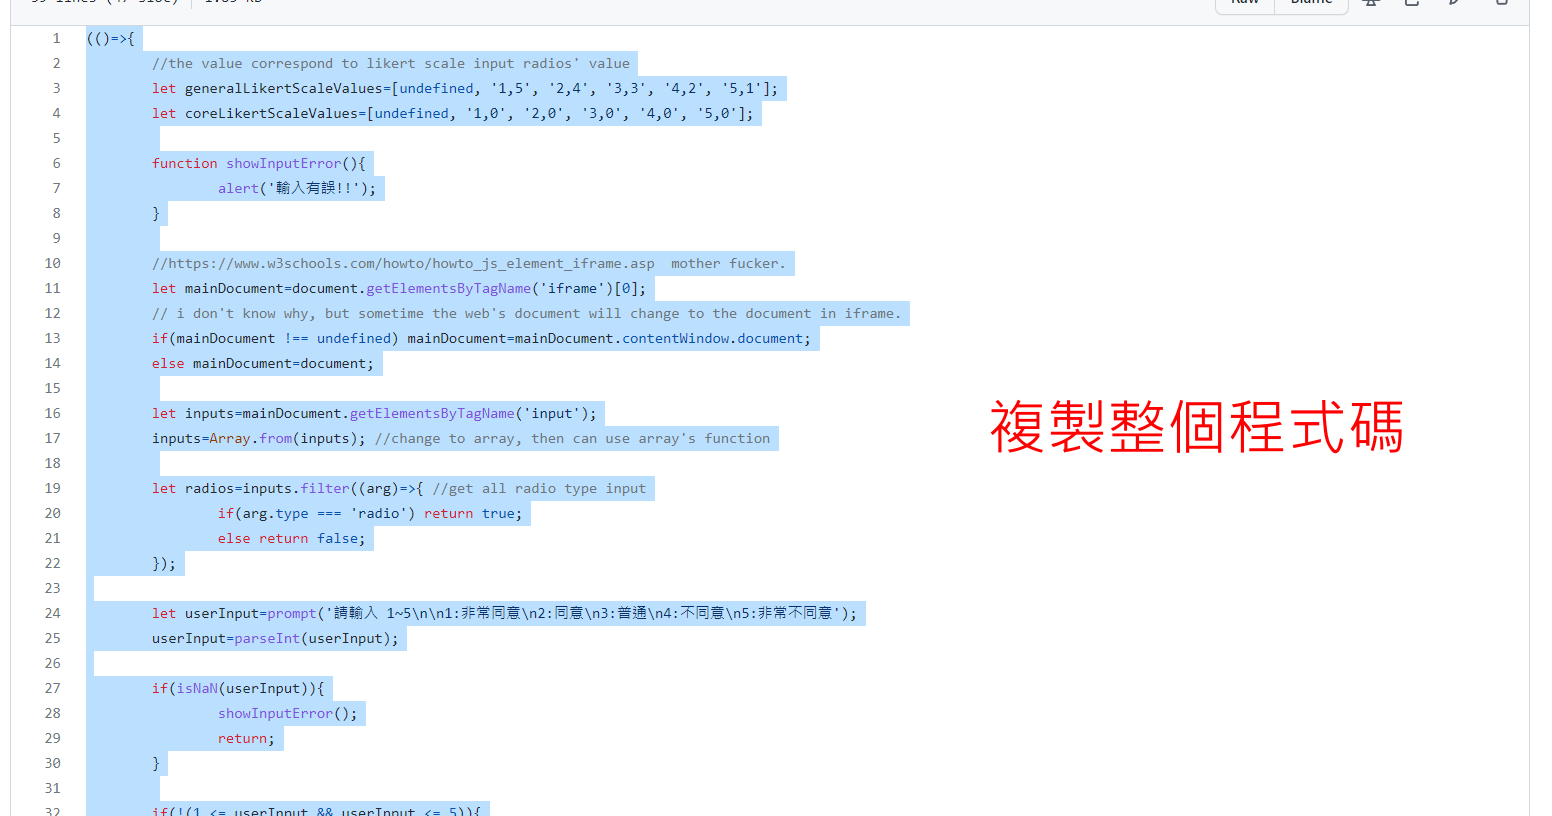 Raw Blame
1 (()=>{
2 //the value correspond to likert scale input radios' value
3 let generalLikertScaleValues=[undefined, '1,5', '2,4', '3,3', '4,2', '5,1'];
4 let coreLikertScaleValues=[undefined, '1,0', '2,0', '3,0', '4,0', '5,0'];
5
6 function showInputError(){
7 alert('輸入有誤!!');
8 }
9
10 //https://www.w3schools.com/howto/howto_js_element_iframe.asp  mother fucker.
11 let mainDocument=document.getElementsByTagName('iframe')[0];
12 // i don't know why, but sometime the web's document will change to the document in iframe.
13 if(mainDocument !== undefined) mainDocument=mainDocument.contentWindow.document;
14 else mainDocument=document;
15
16 let inputs=mainDocument.getElementsByTagName('input');
17 inputs=Array.from(inputs); //change to array, then can use array's function
18
19 let radios=inputs.filter((arg)=>{ //get all radio type input
20 if(arg.type === 'radio') return true;
21 else return false;
22 });
23
24 let userInput=prompt('請輸入 1~5\n\n1:非常同意\n2:同意\n3:普通\n4:不同意\n5:非常不同意');
25 userInput=parseInt(userInput);
26
27 if(isNaN(userInput)){
28 showInputError();
29 return;
30 }
31
32 if(!(1 <= userInput && userInput <= 5)){
複製整個程式碼